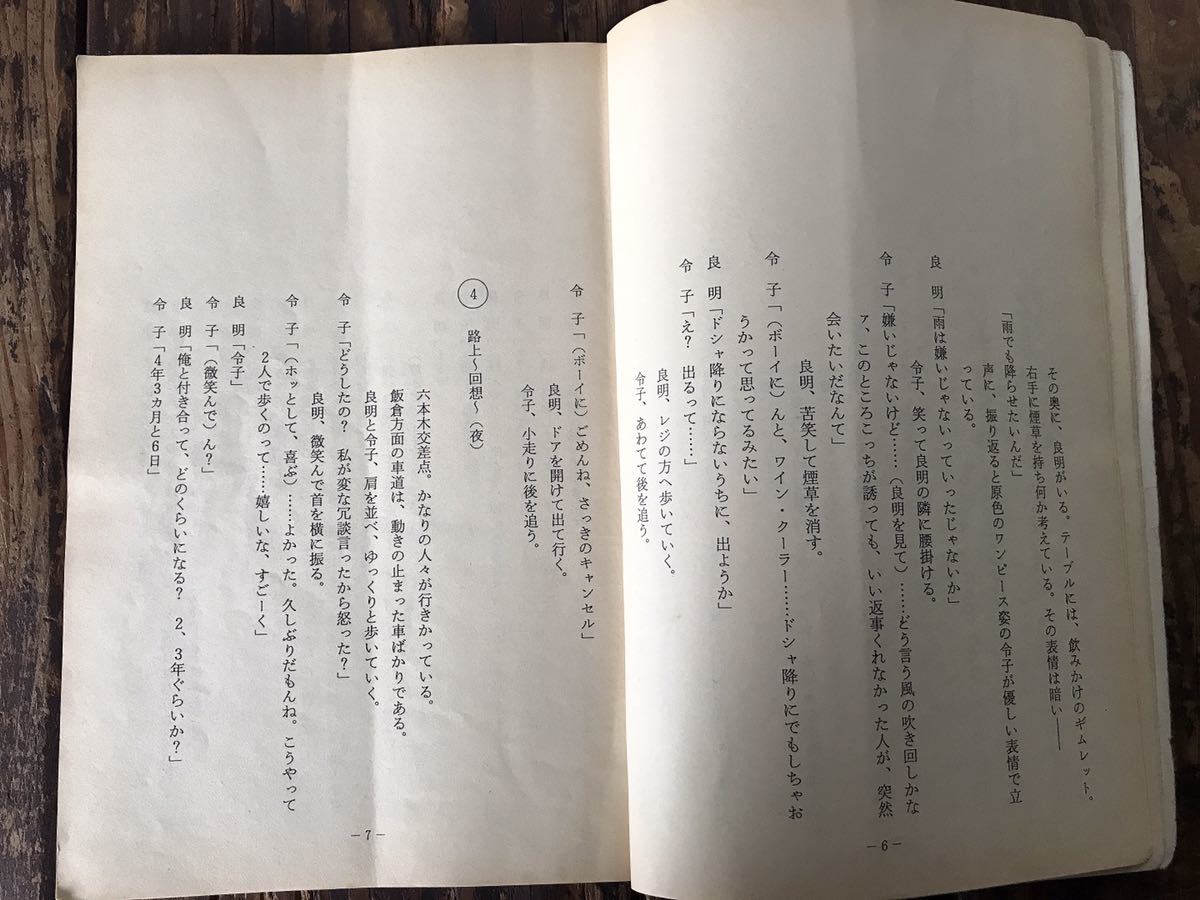 その奥に、良明がいる。テーブルには、飲みかけのギムレット。
右手に煙草を持ち何か考えている。その表情は暗い――
「雨でも降らせたいんだ」
声に、振り返ると原色のワンピース姿の令子が優しい表情で立
っている。
良　明「雨は嫌いじゃないっていったじゃないか」
令子、笑って良明の隣に腰掛ける。
令　子「嫌いじゃないけど……（良明を見て）……どう言う風の吹き回しかな
ァ、このところこっちが誘っても、いい返事くれなかった人が、突然
会いたいだなんて」
良明、苦笑して煙草を消す。
令　子「（ボーイに）んと、ワイン・クーラー……ドシャ降りにでもしちゃお
うかって思ってるみたい」
良　明「ドシャ降りにならないうちに、出ようか」
令　子「え？　出るって……」
良明、レジの方へ歩いていく。
令子、あわてて後を追う。
－6－
令　子「（ボーイに）ごめんね、さっきのキャンセル」
良明、ドアを開けて出て行く。
令子、小走りに後を追う。
④　路上～回想～（夜）
六本木交差点。かなりの人々が行きかっている。
飯倉方面の車道は、動きの止まった車ばかりである。
良明と令子、肩を並べ、ゆっくりと歩いていく。
令　子「どうしたの？　私が変な冗談言ったから怒った？」
良明、微笑んで首を横に振る。
令　子「（ホッとして、喜ぶ）……よかった。久しぶりだもんね。こうやって
2人で歩くのって……嬉しいな、すごーく」
良　明「令子」
令　子「（微笑んで）ん？」
良　明「俺と付き合って、どのくらいになる？　2、3年ぐらいか？」
令　子「4年3カ月と6日」
－7－